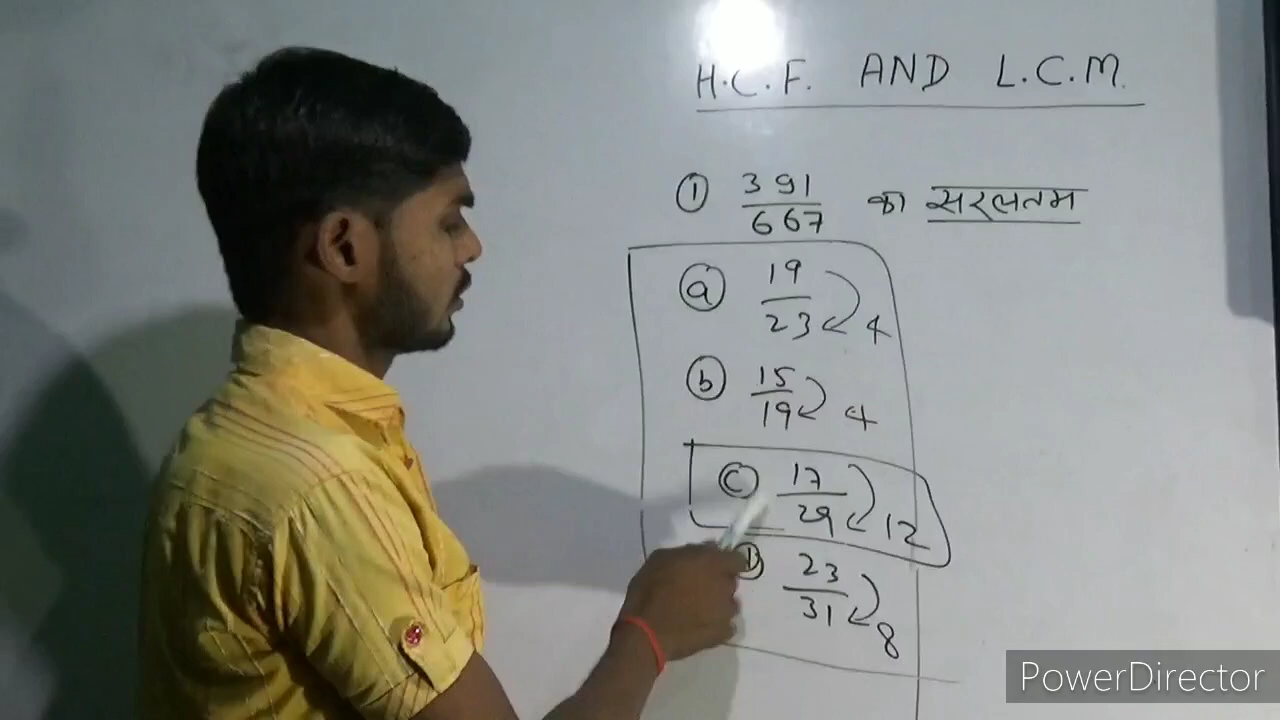 H.C.F. AND L.C.M.
① 391/667 का सरलतम
ⓐ 19/23 4
ⓑ 15/19 4
ⓒ 17/29 12
ⓓ 23/31 8
PowerDirector